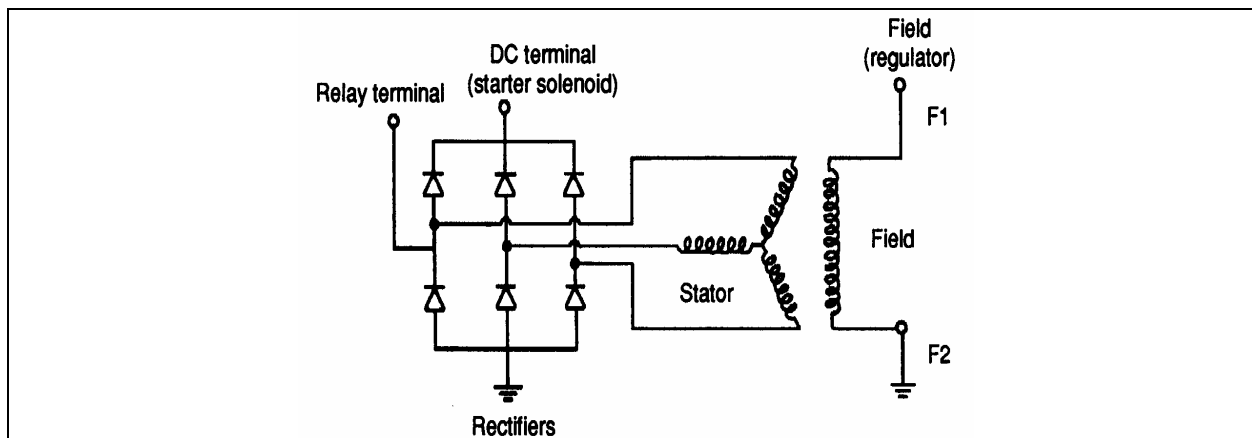 Field
(regulator)
DC terminal
(starter solenoid)
Relay terminal
F1
Field
Stator
F2
Rectifiers